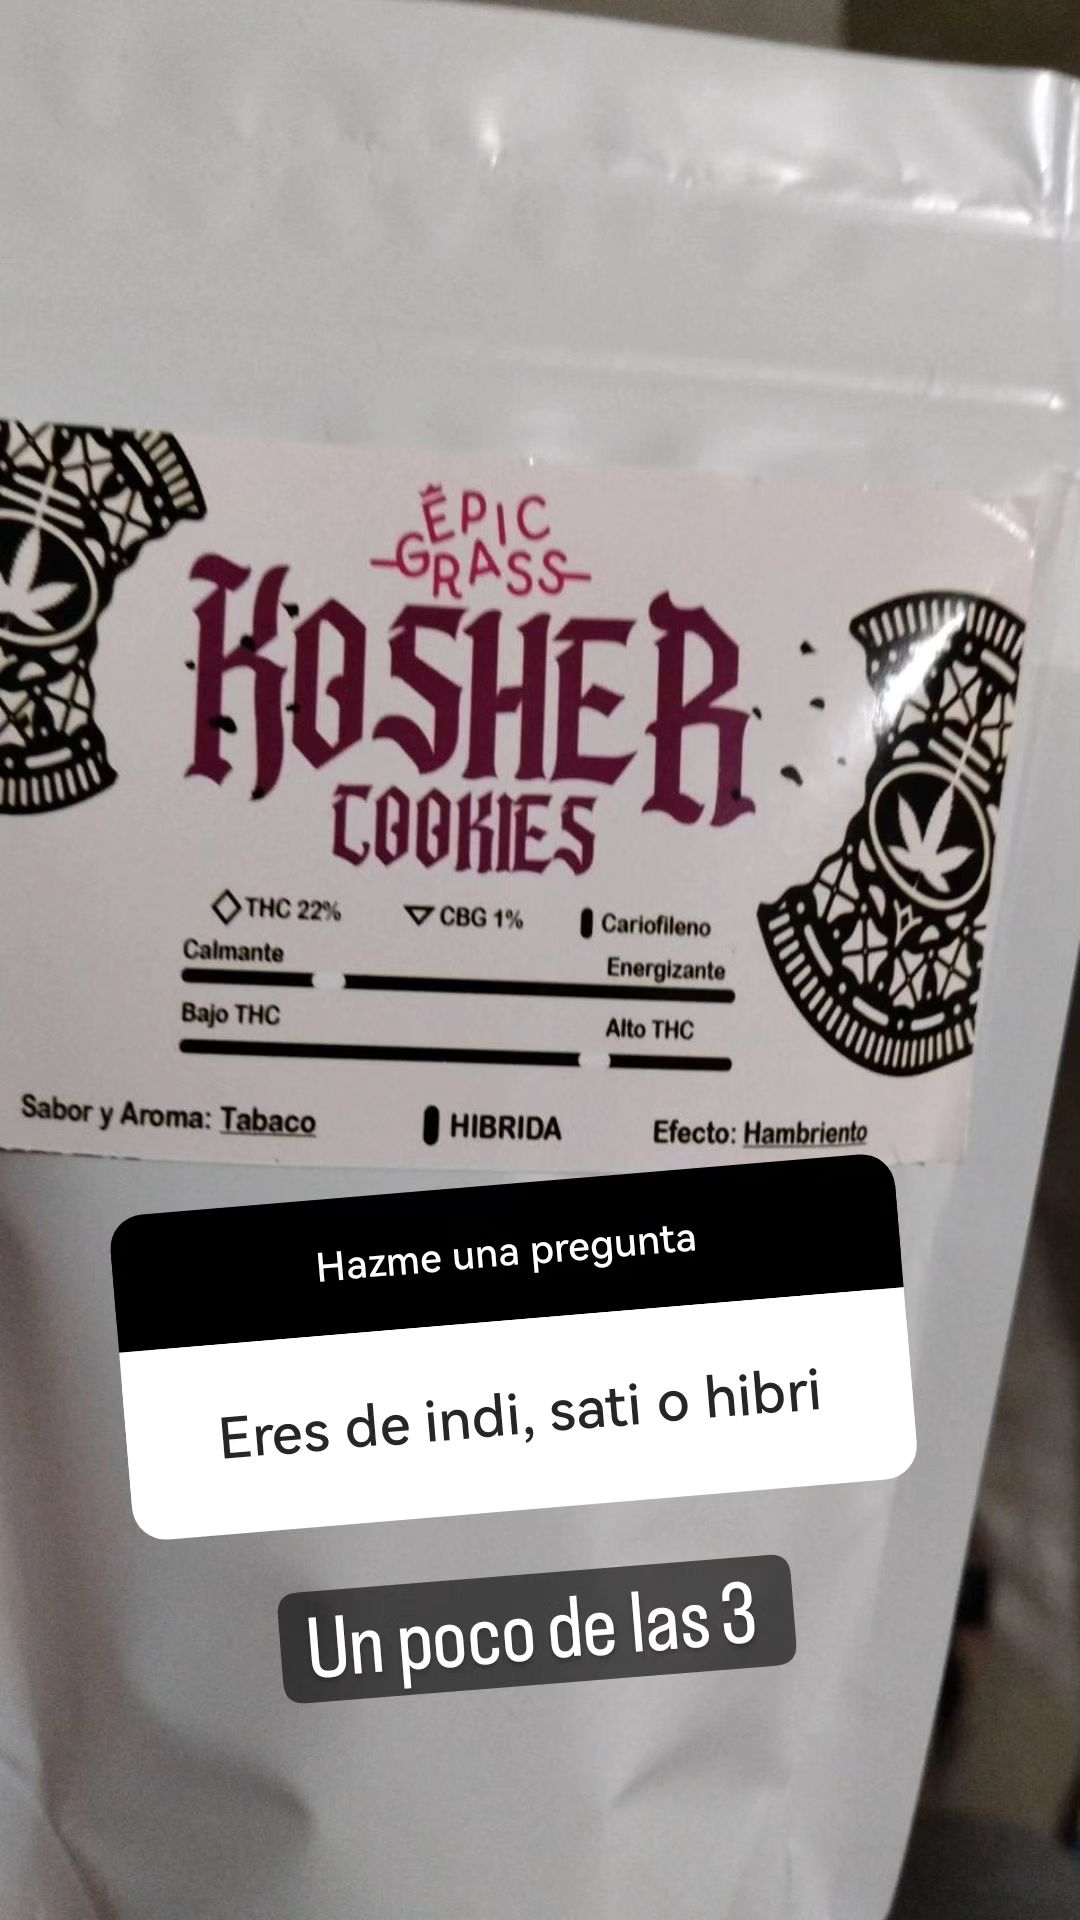 EPIC
GRASS
KOSHER
COOKIES
THC 22% CBG 1% Cariofileno
Calmante Energizante
Bajo THC Alto THC
Sabor y Aroma: Tabaco HIBRIDA Efecto: Hambriento
Hazme una pregunta
Eres de indi, sati o hibri
Un poco de las 3